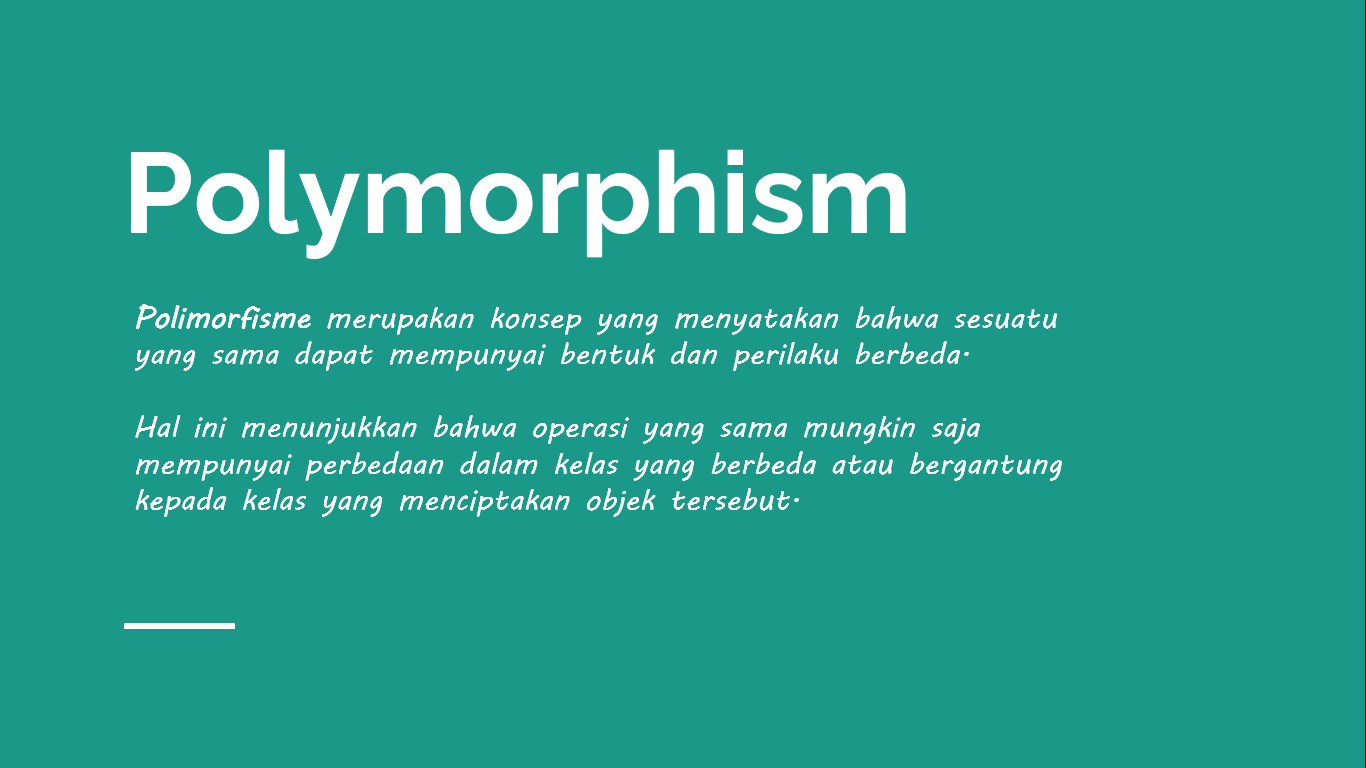 Polymorphism
Polimorfisme merupakan konsep yang menyatakan bahwa sesuatu
yang sama dapat mempunyai bentuk dan perilaku berbeda.
Hal ini menunjukkan bahwa operasi yang sama mungkin saja
mempunyai perbedaan dalam kelas yang berbeda atau bergantung
kepada kelas yang menciptakan objek tersebut.